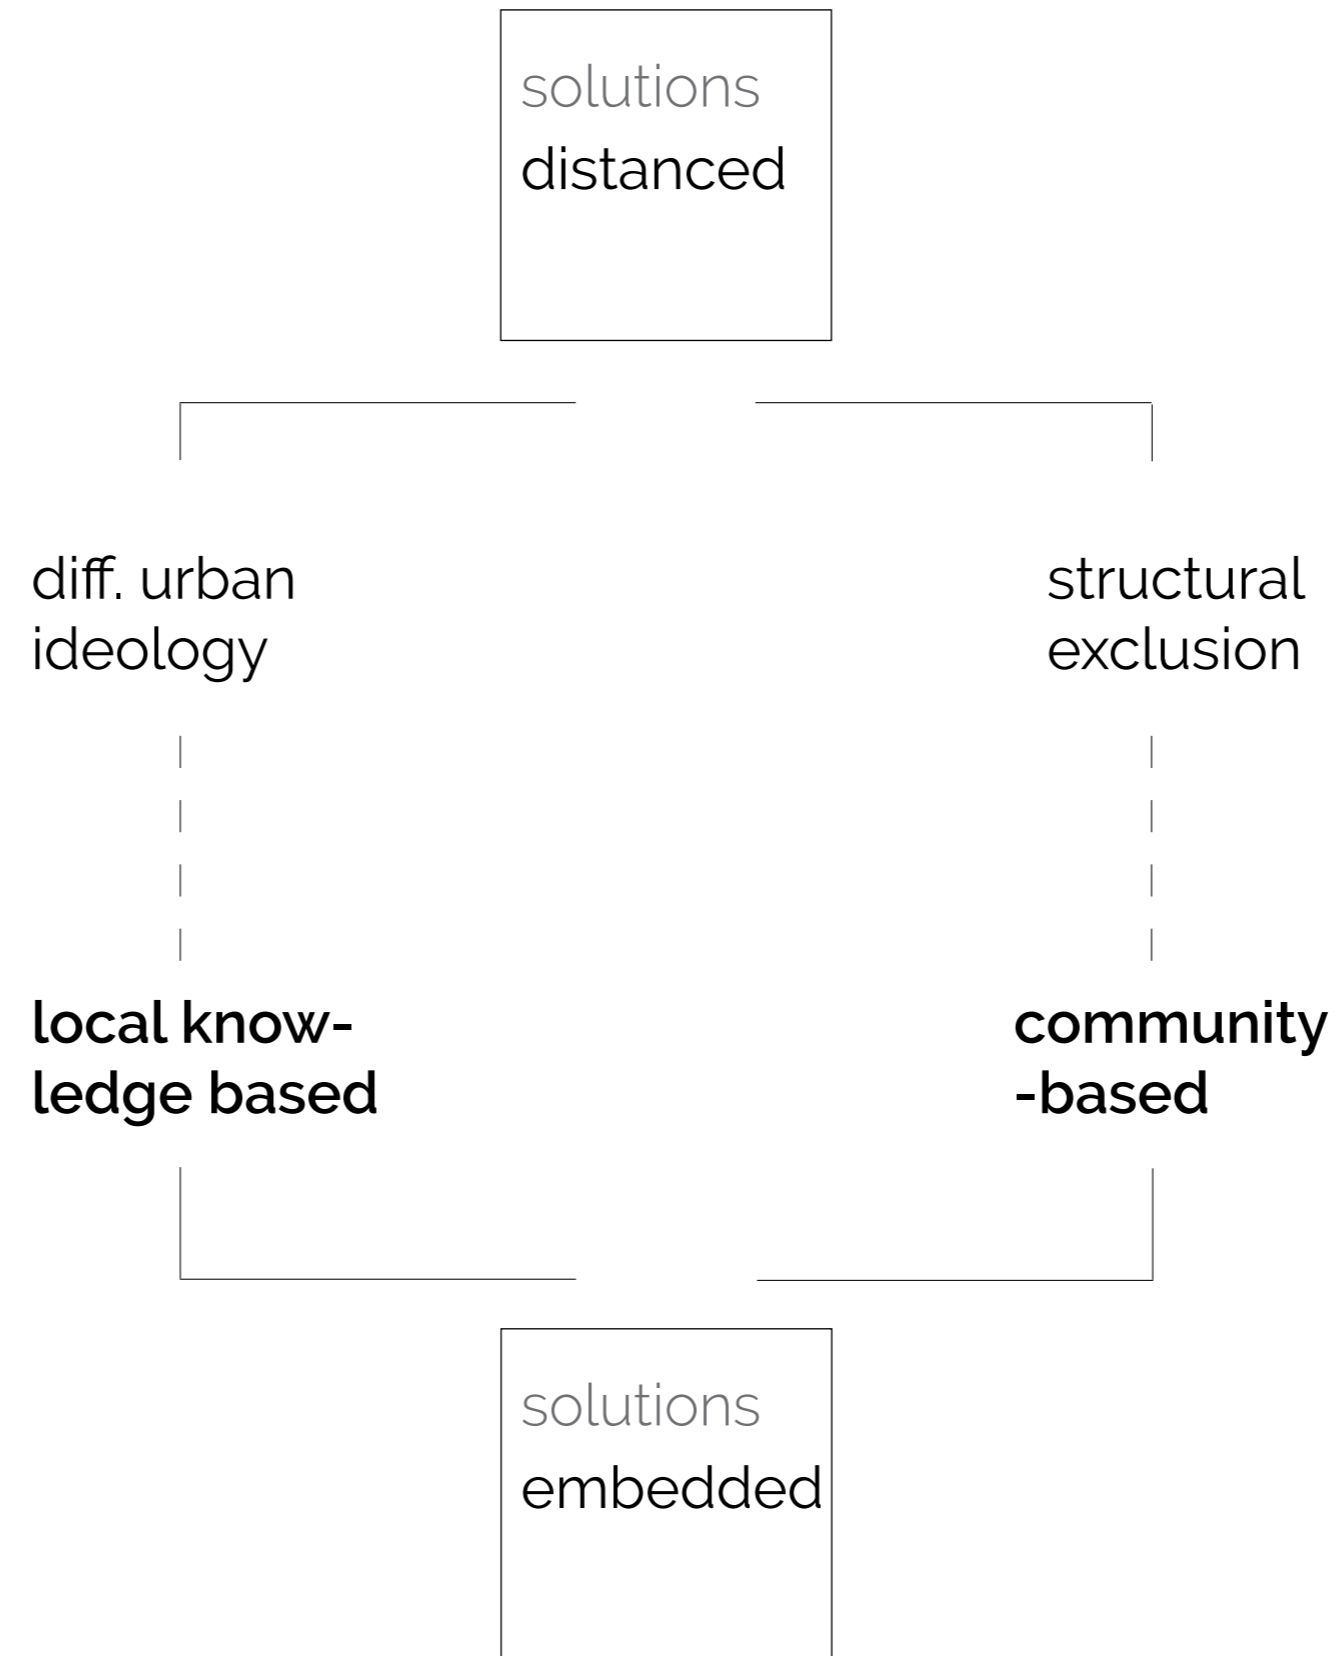 solutions
distanced
diff. urban
ideology
structural
exclusion
local know-
ledge based
community
-based
solutions
embedded